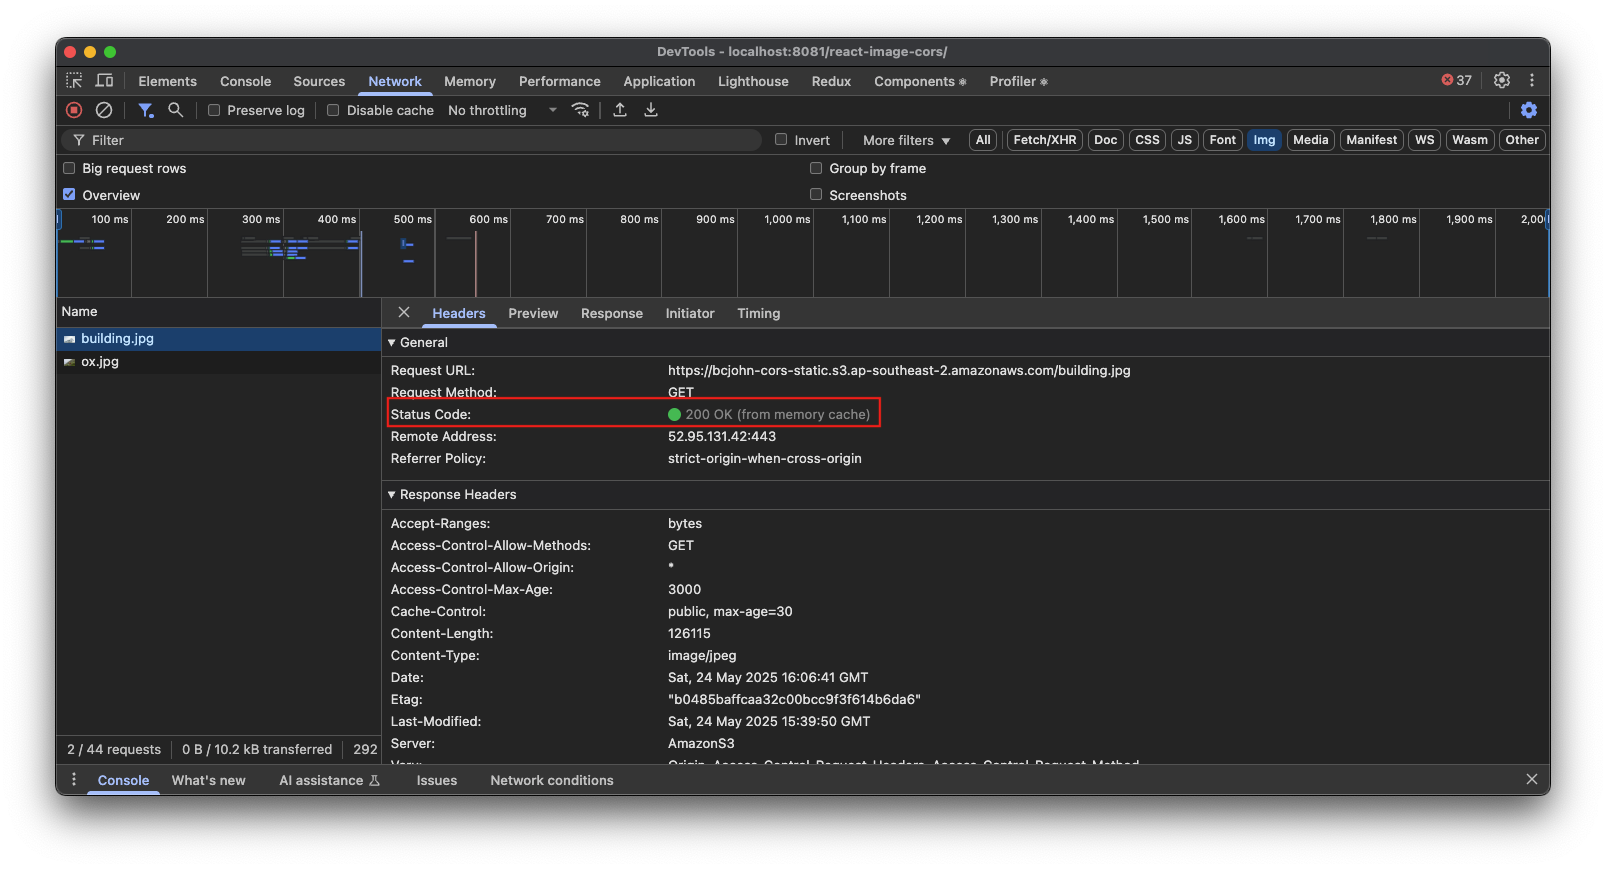 DevTools - localhost:8081/react-image-cors/
Elements Console Sources Network Memory Performance Application Lighthouse Redux Components Profiler 37
Preserve log Disable cache No throttling
Filter Invert More filters All Fetch/XHR Doc CSS JS Font Img Media Manifest WS Wasm Other
Big request rows Group by frame
Overview Screenshots
100 ms 200 ms 300 ms 400 ms 500 ms 600 ms 700 ms 800 ms 900 ms 1,000 ms 1,100 ms 1,200 ms 1,300 ms 1,400 ms 1,500 ms 1,600 ms 1,700 ms 1,800 ms 1,900 ms 2,00
Name
building.jpg
ox.jpg
Headers Preview Response Initiator Timing
General
Request URL: https://bcjohn-cors-static.s3.ap-southeast-2.amazonaws.com/building.jpg
Request Method: GET
Status Code: 200 OK (from memory cache)
Remote Address: 52.95.131.42:443
Referrer Policy: strict-origin-when-cross-origin
Response Headers
Accept-Ranges: bytes
Access-Control-Allow-Methods: GET
Access-Control-Allow-Origin: *
Access-Control-Max-Age: 3000
Cache-Control: public, max-age=30
Content-Length: 126115
Content-Type: image/jpeg
Date: Sat, 24 May 2025 16:06:41 GMT
Etag: "b0485baffcaa32c00bcc9f3f614b6da6"
Last-Modified: Sat, 24 May 2025 15:39:50 GMT
Server: AmazonS3
Vary: Origin, Access-Control-Request-Headers, Access-Control-Request-Method
2 / 44 requests 0 B / 10.2 kB transferred 292
Console What's new AI assistance Issues Network conditions